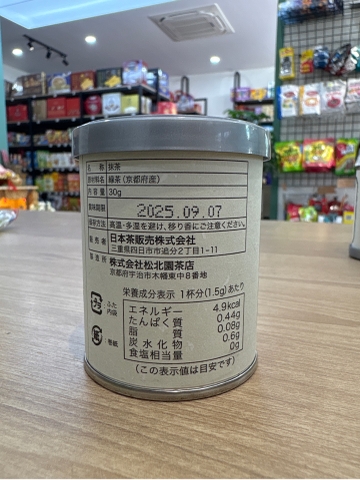 名　称 抹茶
原材料名 緑茶(京都府産)
内容量 30g
賞味期限 2025.09.07
保存方法 高温・多湿を避け、移り香にご注意ください。
販売者 日本茶販売株式会社
三重県四日市市追分2丁目1-11
製造所 株式会社松北園茶店
京都府宇治市木幡東中8番地
栄養成分表示 1杯分(1.5g)あたり
エネルギー 4.9kcal
たんぱく質 0.44g
脂質 0.08g
炭水化物 0.6g
食塩相当量 0g
(この表示値は目安です)
ふた
内袋
巻紙